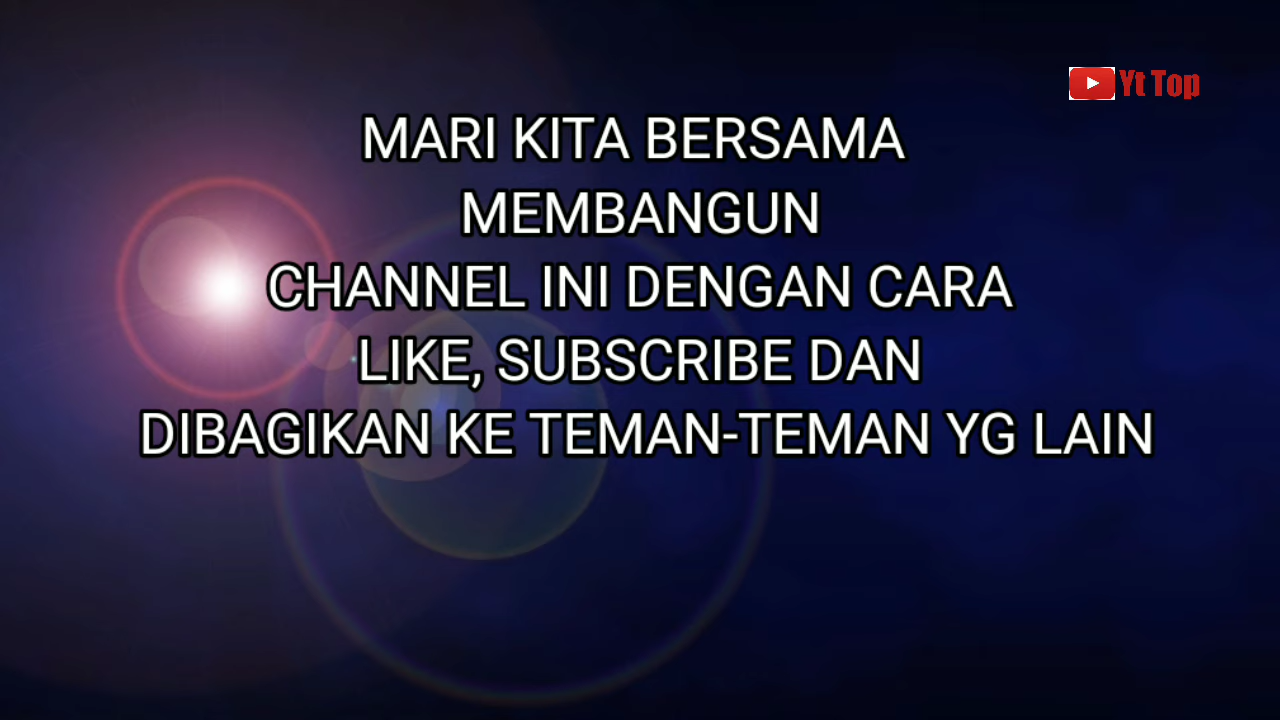 Yt Top
MARI KITA BERSAMA
MEMBANGUN
CHANNEL INI DENGAN CARA
LIKE, SUBSCRIBE DAN
DIBAGIKAN KE TEMAN-TEMAN YG LAIN